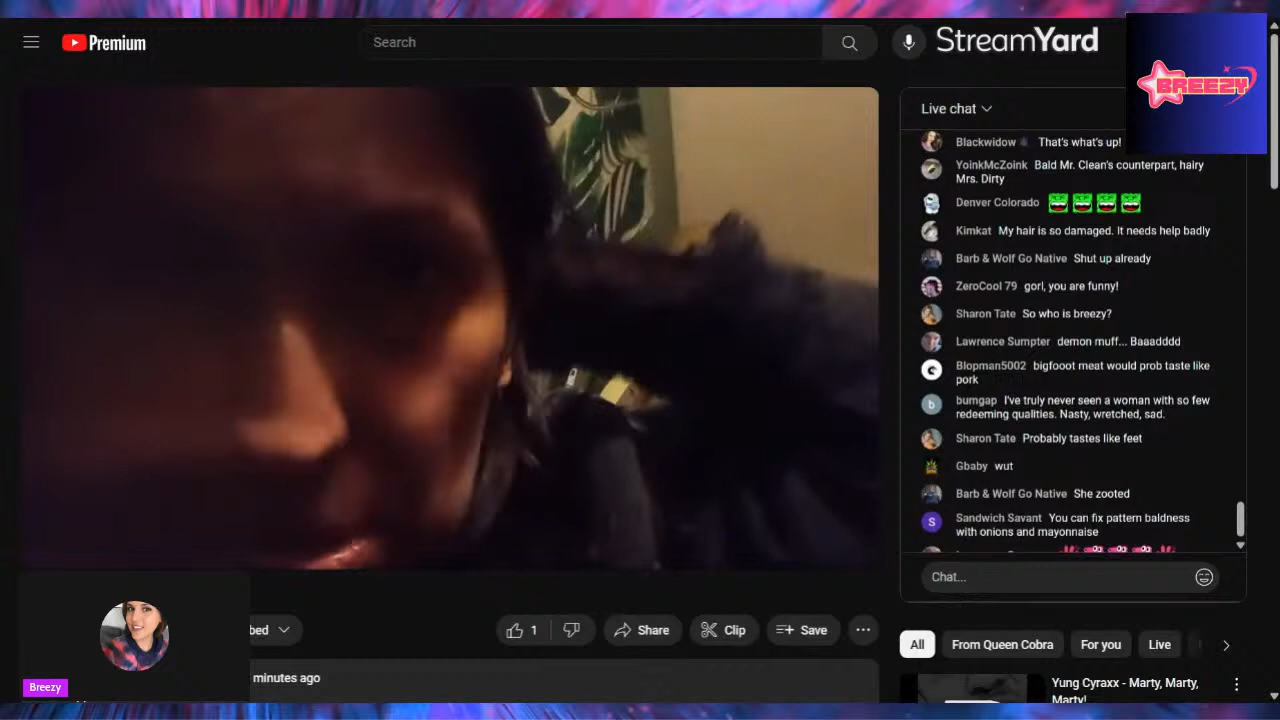 Premium
Search
StreamYard
BREEZY
Live chat
Blackwidow That's what's up!
YoinkMcZoink Bald Mr. Clean's counterpart, hairy
Mrs. Dirty
Denver Colorado
Kimkat My hair is so damaged. It needs help badly
Barb & Wolf Go Native Shut up already
ZeroCool 79 gorl, you are funny!
Sharon Tate So who is breezy?
Lawrence Sumpter demon muff... Baaadddd
Blopman5002 bigfooot meat would prob taste like
pork
b
bumgap I've truly never seen a woman with so few
redeeming qualities. Nasty, wretched, sad.
Sharon Tate Probably tastes like feet
Gbaby wut
Barb & Wolf Go Native She zooted
S
Sandwich Savant You can fix pattern baldness
with onions and mayonnaise
Chat...
bed
1
Share
Clip
Save
All
From Queen Cobra
For you
Live
minutes ago
Breezy
Yung Cyraxx - Marty, Marty,
Marty!